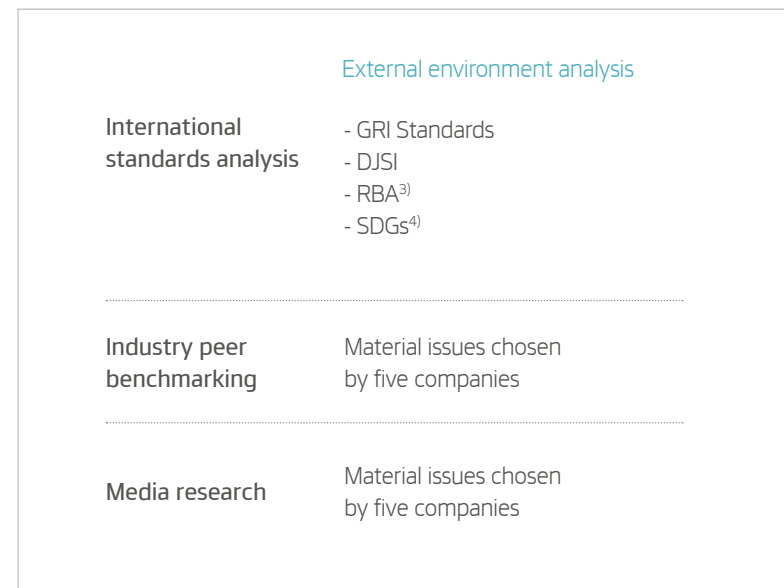 External environment analysis
International
standards analysis
- GRI Standards
- DJSI
- RBA3)
- SDGs4)
Industry peer
benchmarking
Material issues chosen
by five companies
Media research
Material issues chosen
by five companies